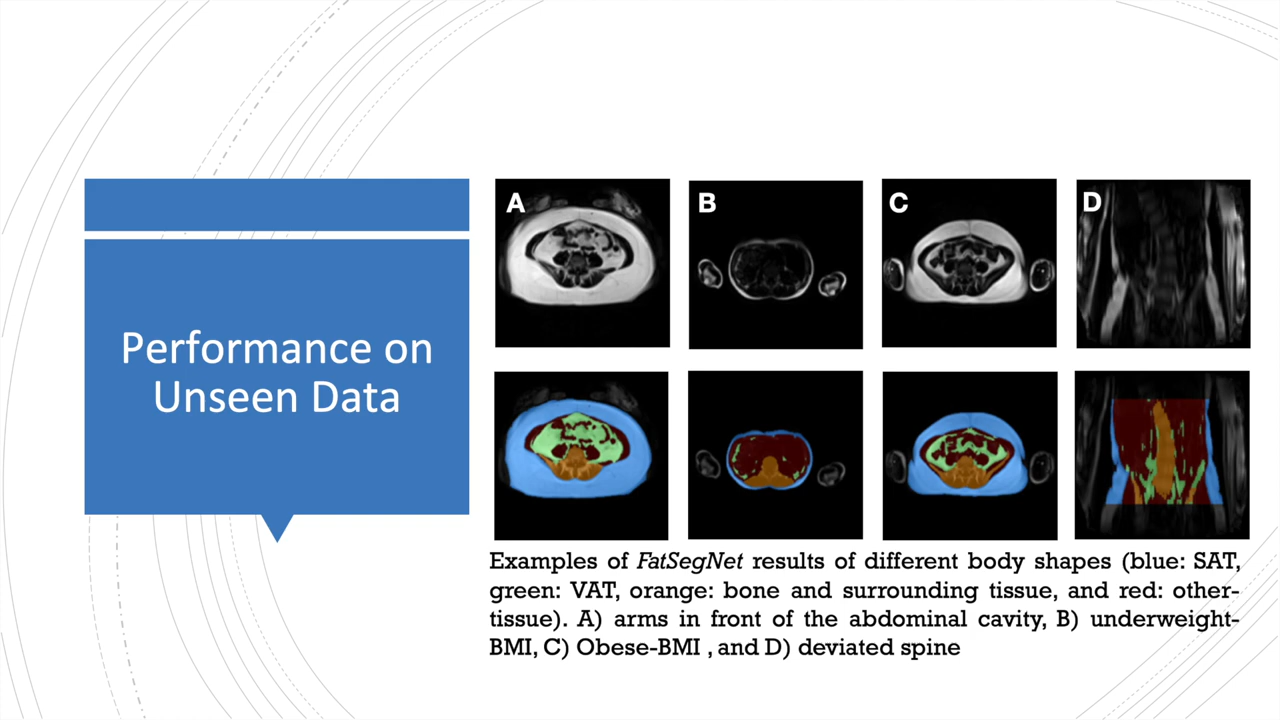 Performance on
Unseen Data
A
B
C
D
Examples of FatSegNet results of different body shapes (blue: SAT,
green: VAT, orange: bone and surrounding tissue, and red: other-
tissue). A) arms in front of the abdominal cavity, B) underweight-
BMI, C) Obese-BMI , and D) deviated spine